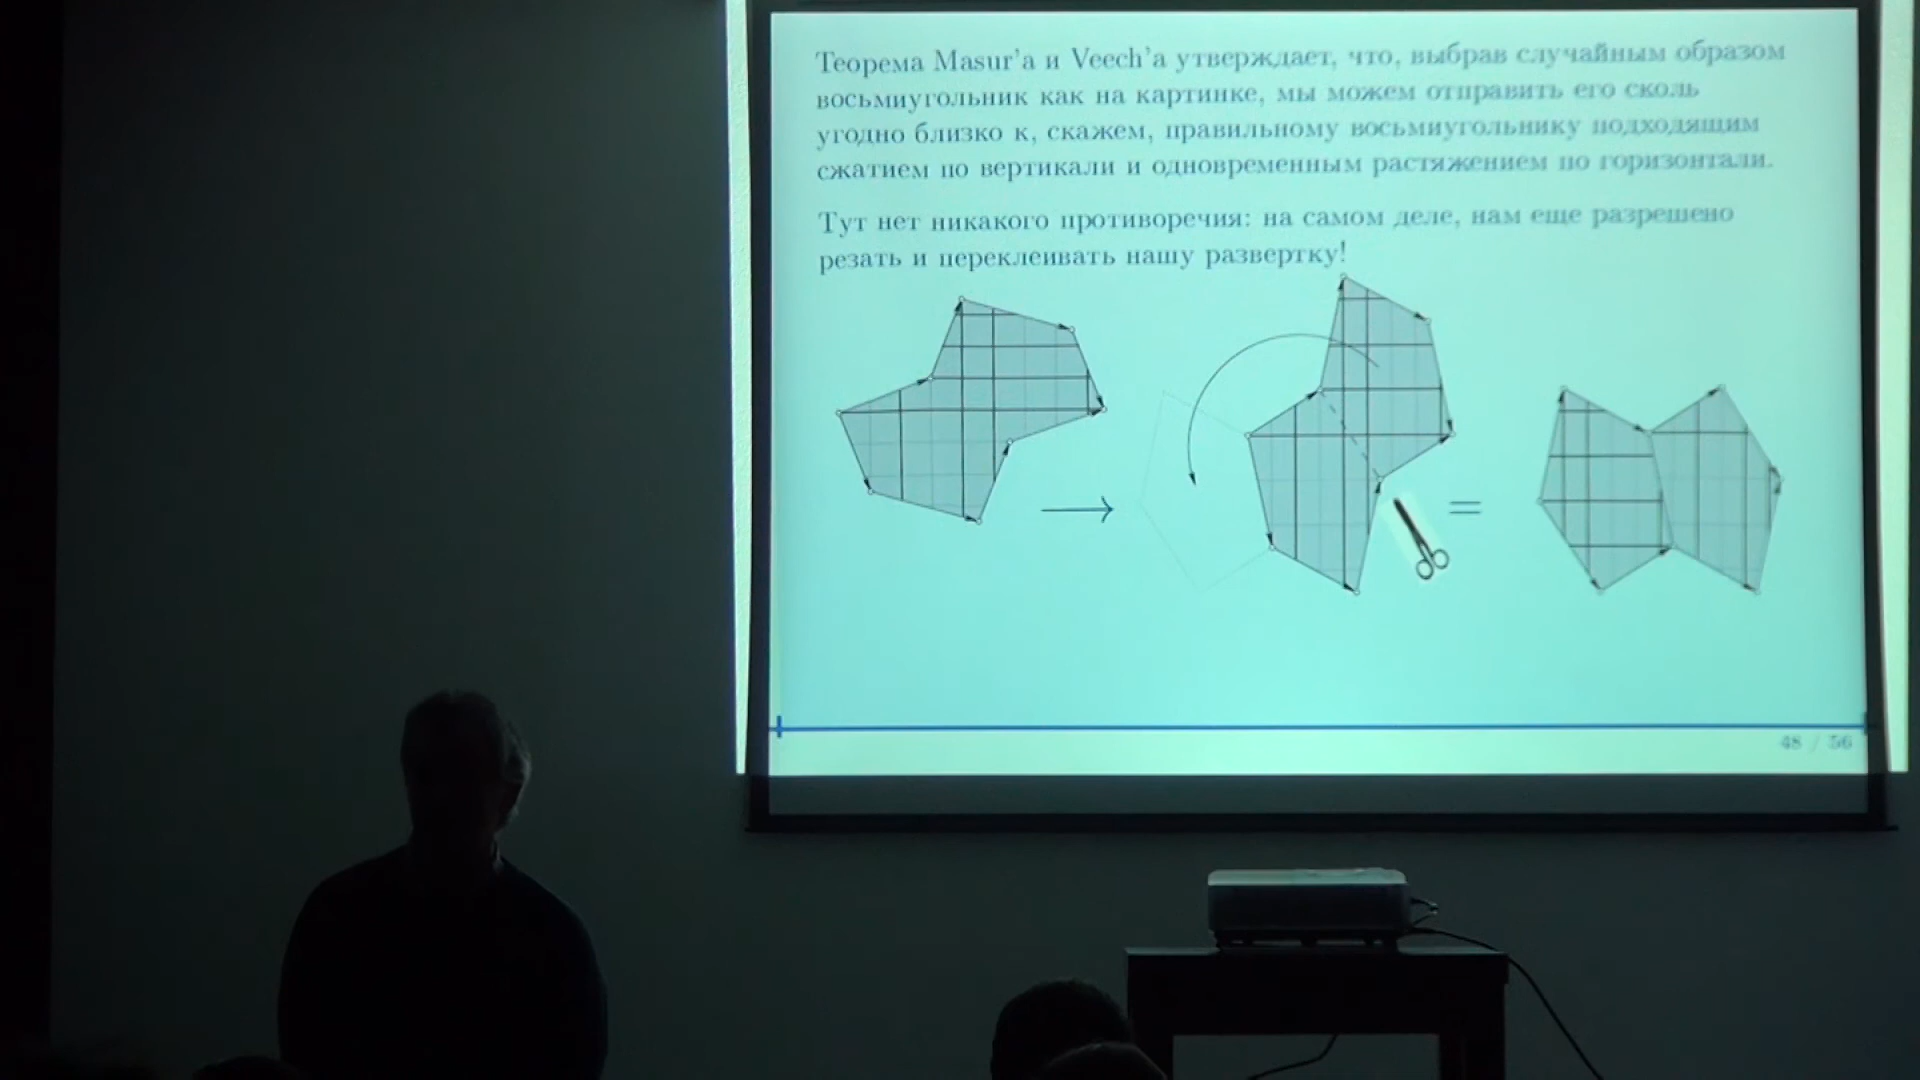 Теорема Masur'а и Veech'а утверждает, что, выбрав случайным образом
восьмиугольник как на картинке, мы можем отправить его сколь
угодно близко к, скажем, правильному восьмиугольнику подходящим
сжатием по вертикали и одновременным растяжением по горизонтали.
Тут нет никакого противоречия: на самом деле, нам еще разрешено
резать и переклеивать нашу развертку!
=
48 / 56